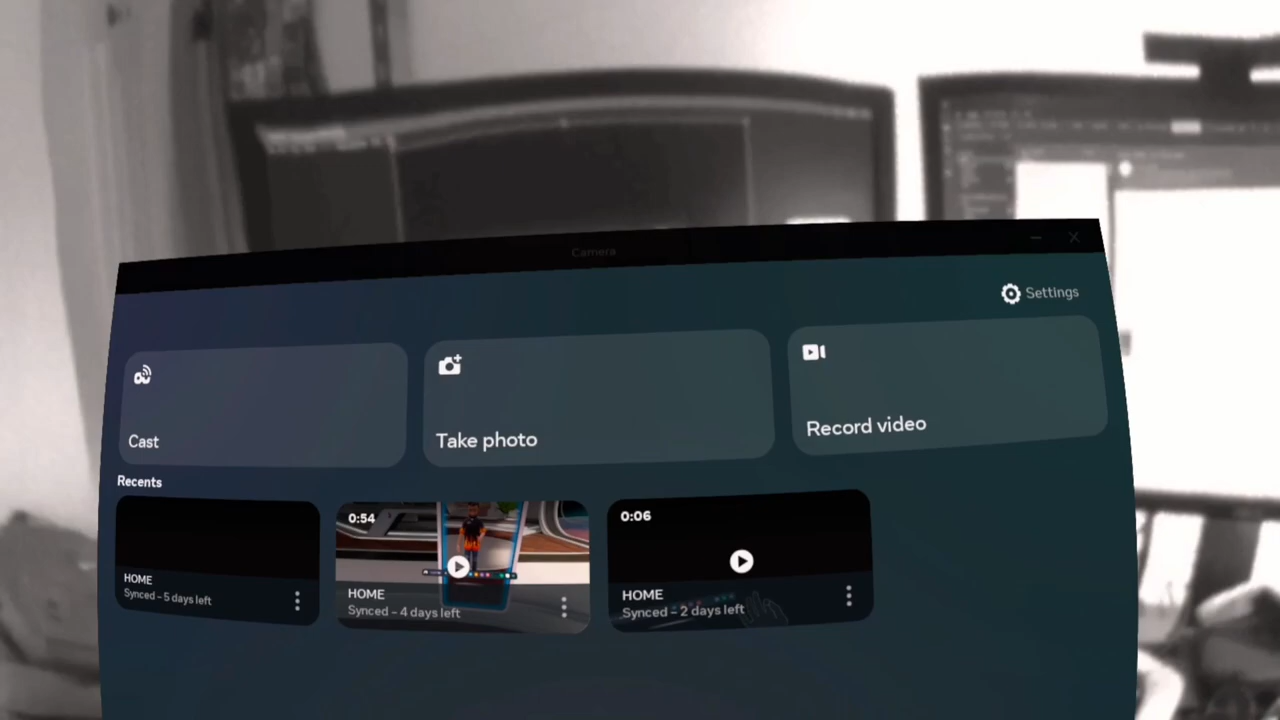 Camera
Settings
Cast
Take photo
Record video
Recents
HOME
Synced – 5 days left
0:54
HOME
Synced – 4 days left
0:06
HOME
Synced – 2 days left